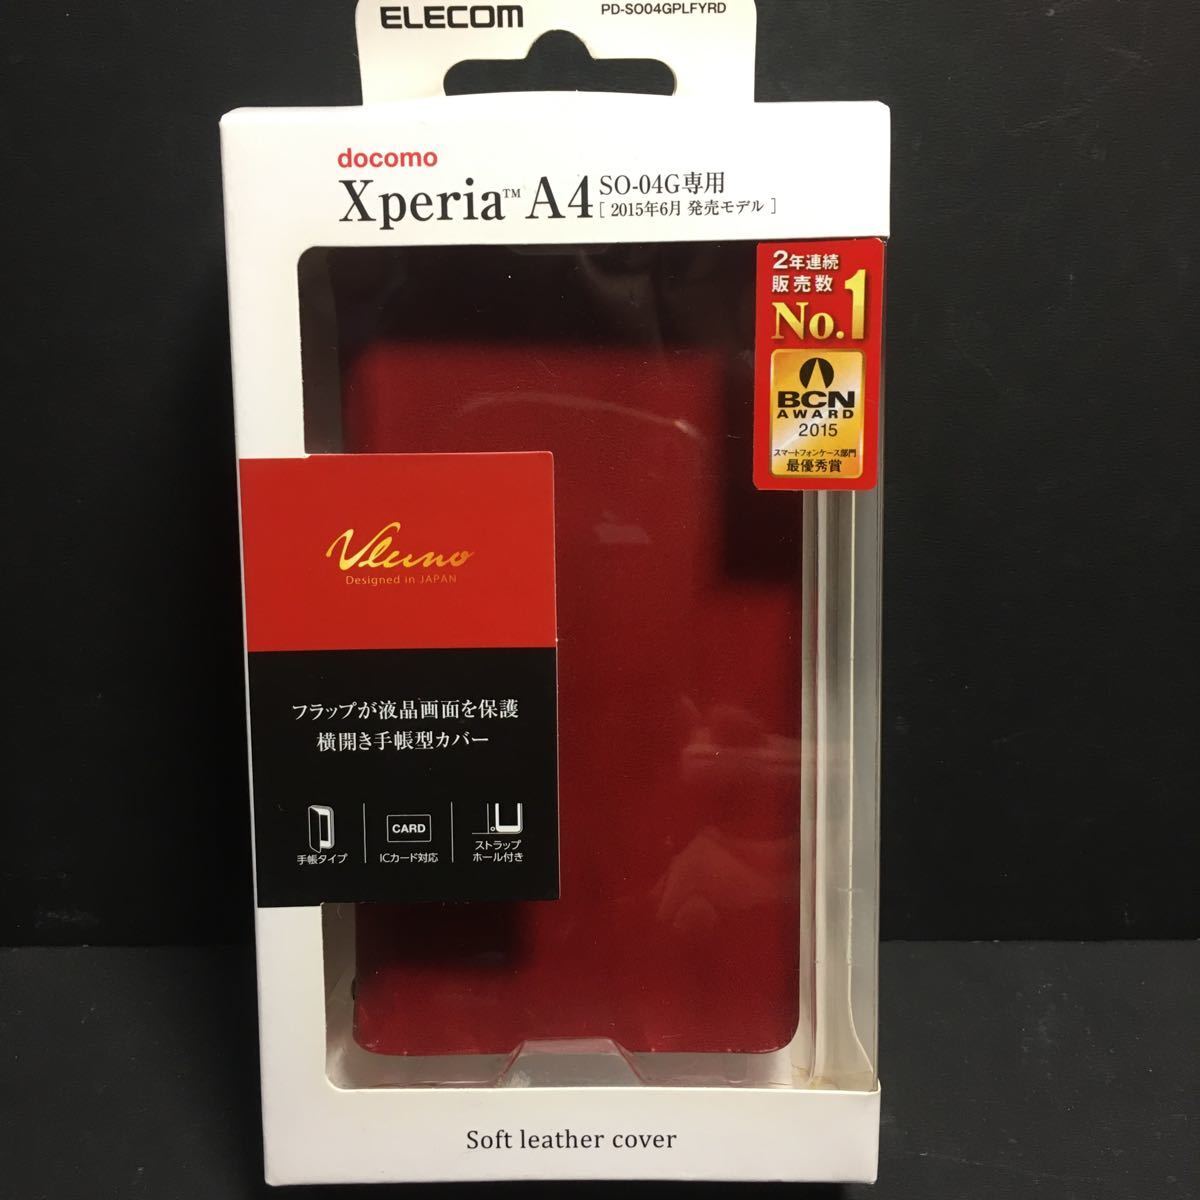 ELECOM
PD-SO04GPLFYRD
docomo
Xperia™ A4
SO-04G専用
[ 2015年6月 発売モデル ]
2年連続
販売数
No.1
BCN
AWARD
2015
スマートフォンケース部門
最優秀賞
Vluno
Designed in JAPAN
フラップが液晶画面を保護
横開き手帳型カバー
手帳タイプ
CARD
ICカード対応
ストラップ
ホール付き
Soft leather cover